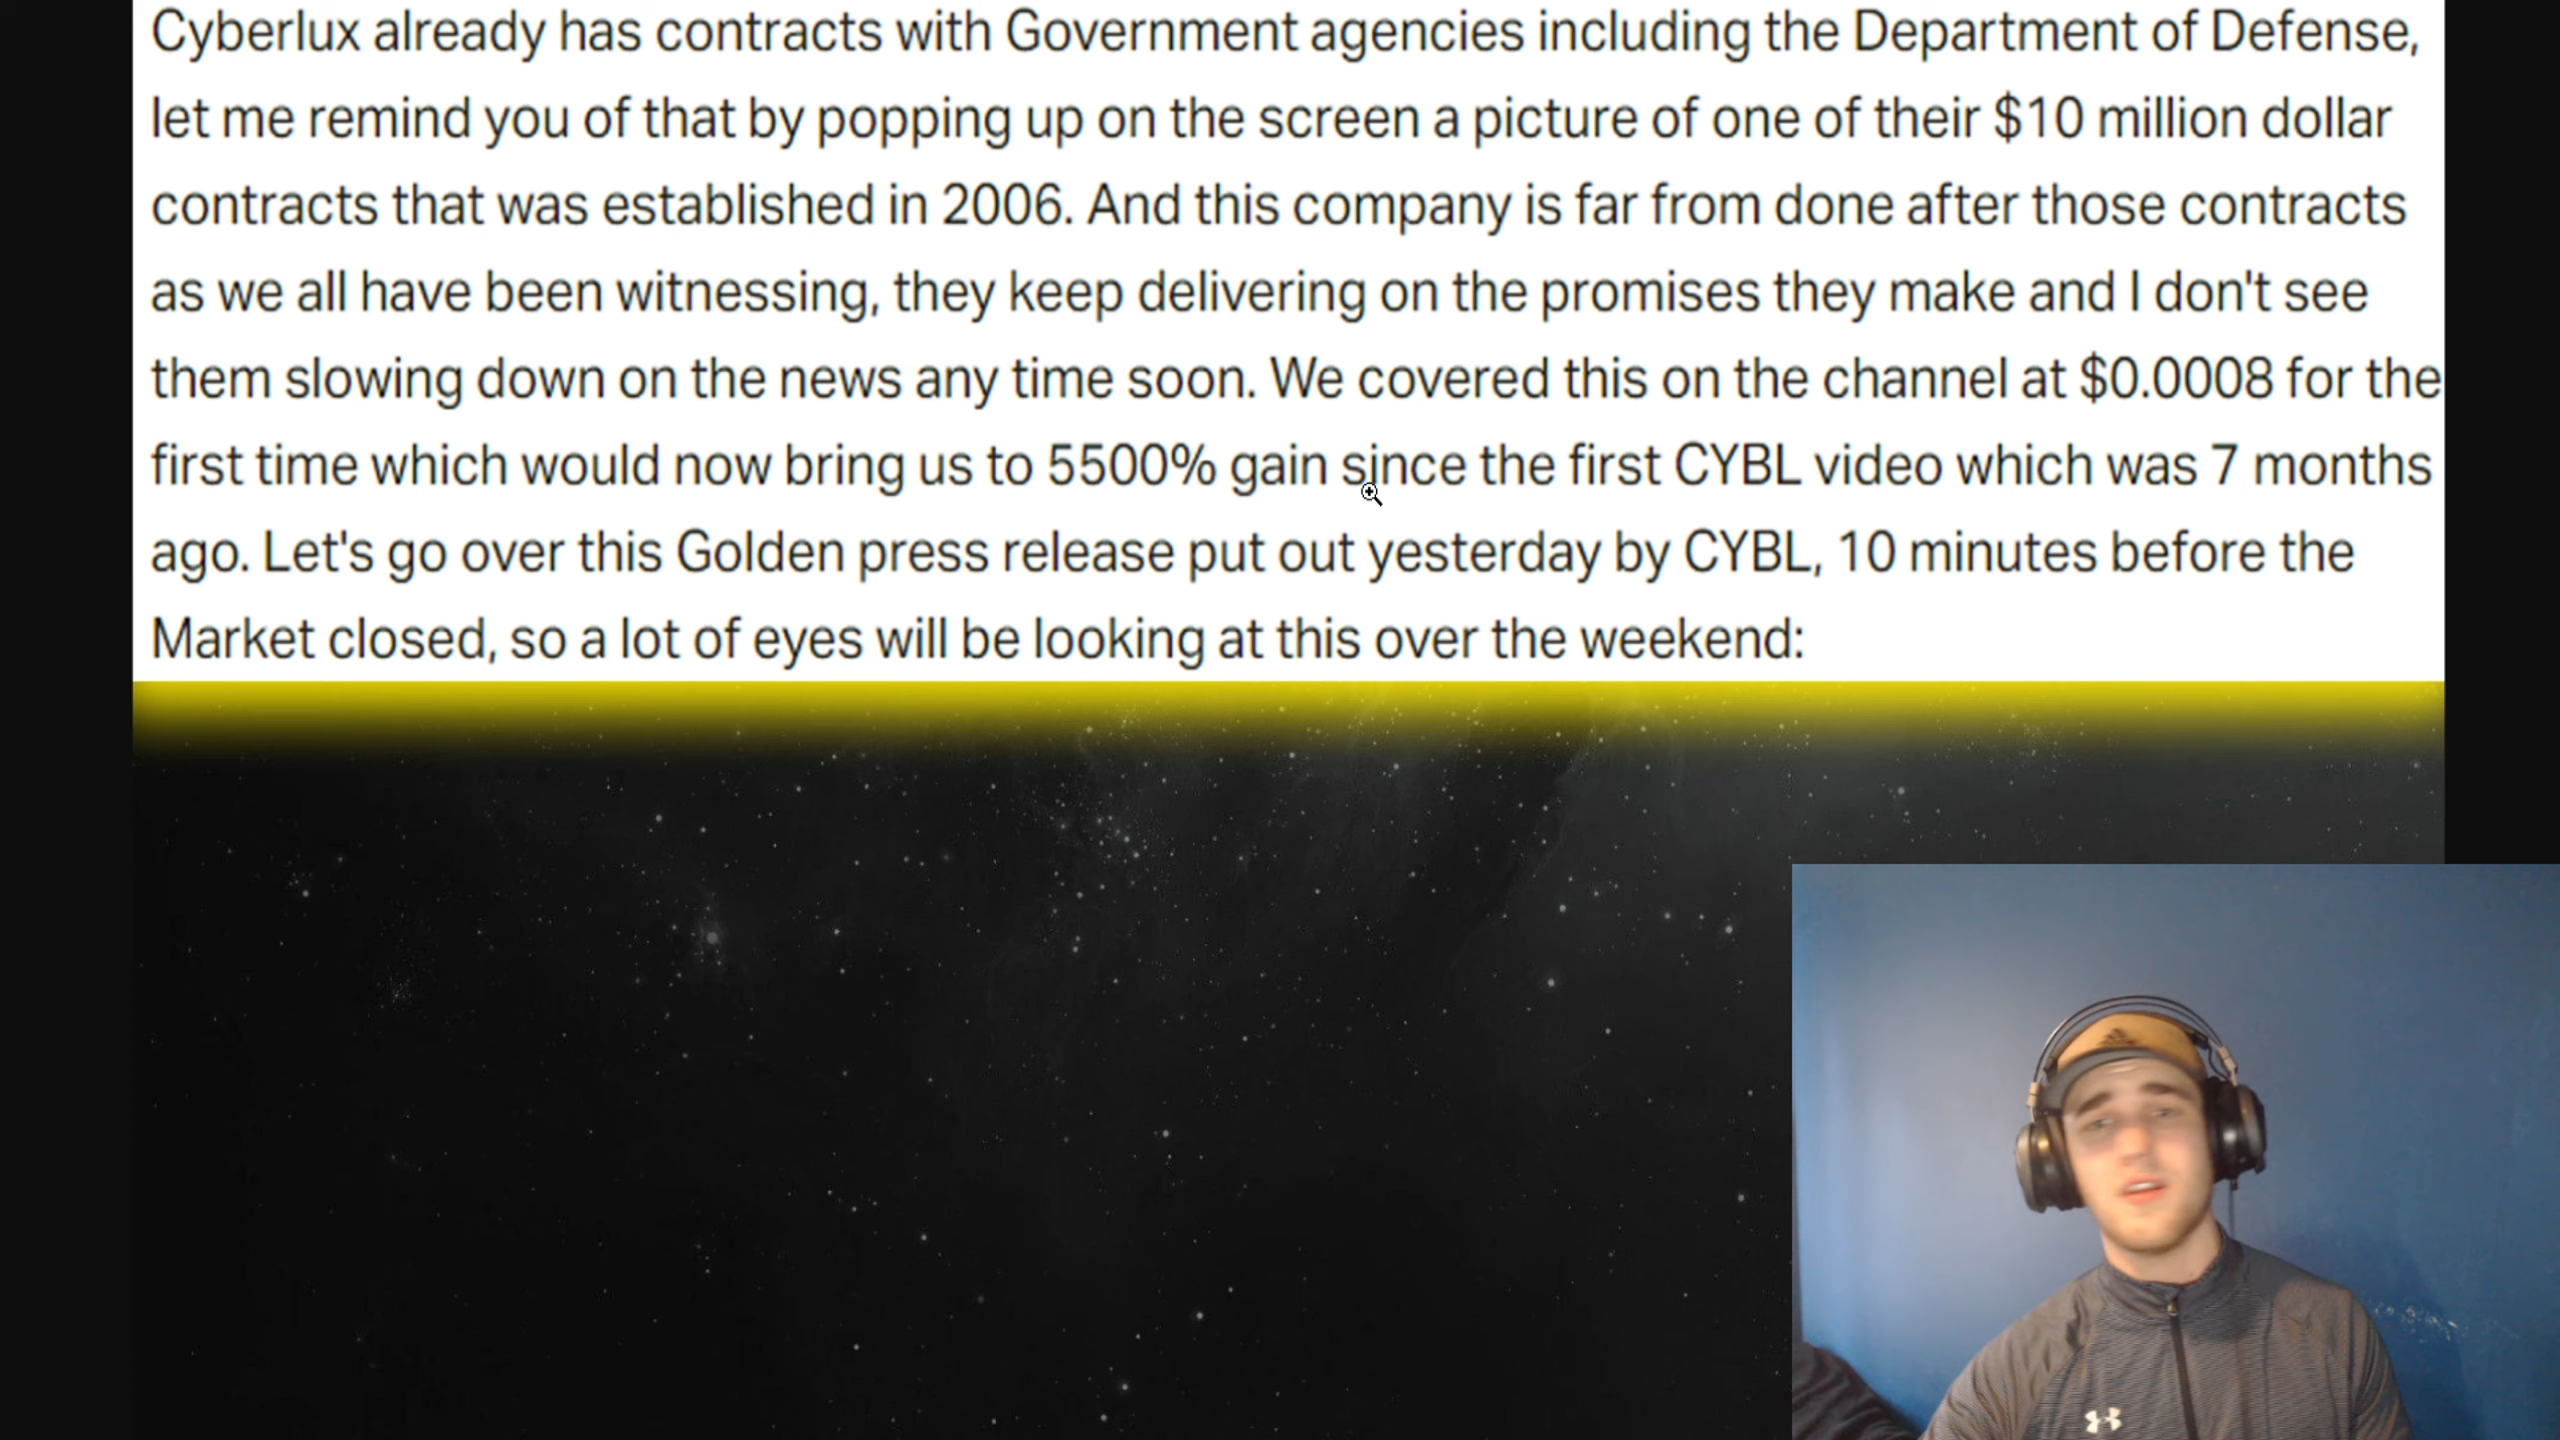 Cyberlux already has contracts with Government agencies including the Department of Defense,
let me remind you of that by popping up on the screen a picture of one of their $10 million dollar
contracts that was established in 2006. And this company is far from done after those contracts
as we all have been witnessing, they keep delivering on the promises they make and I don't see
them slowing down on the news any time soon. We covered this on the channel at $0.0008 for the
first time which would now bring us to 5500% gain since the first CYBL video which was 7 months
ago. Let's go over this Golden press release put out yesterday by CYBL, 10 minutes before the
Market closed, so a lot of eyes will be looking at this over the weekend: